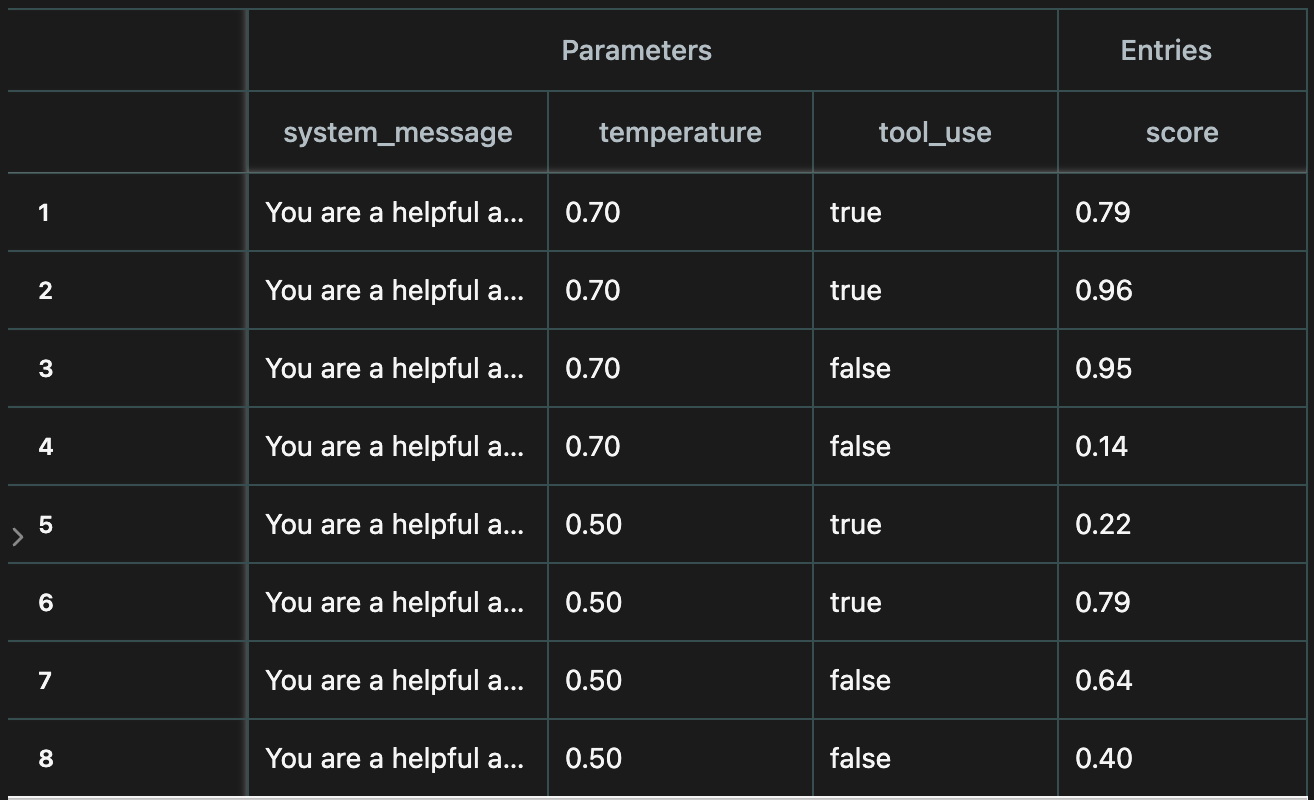 Parameters Entries
system_message temperature tool_use score
1 You are a helpful a... 0.70 true 0.79
2 You are a helpful a... 0.70 true 0.96
3 You are a helpful a... 0.70 false 0.95
4 You are a helpful a... 0.70 false 0.14
5 You are a helpful a... 0.50 true 0.22
6 You are a helpful a... 0.50 true 0.79
7 You are a helpful a... 0.50 false 0.64
8 You are a helpful a... 0.50 false 0.40